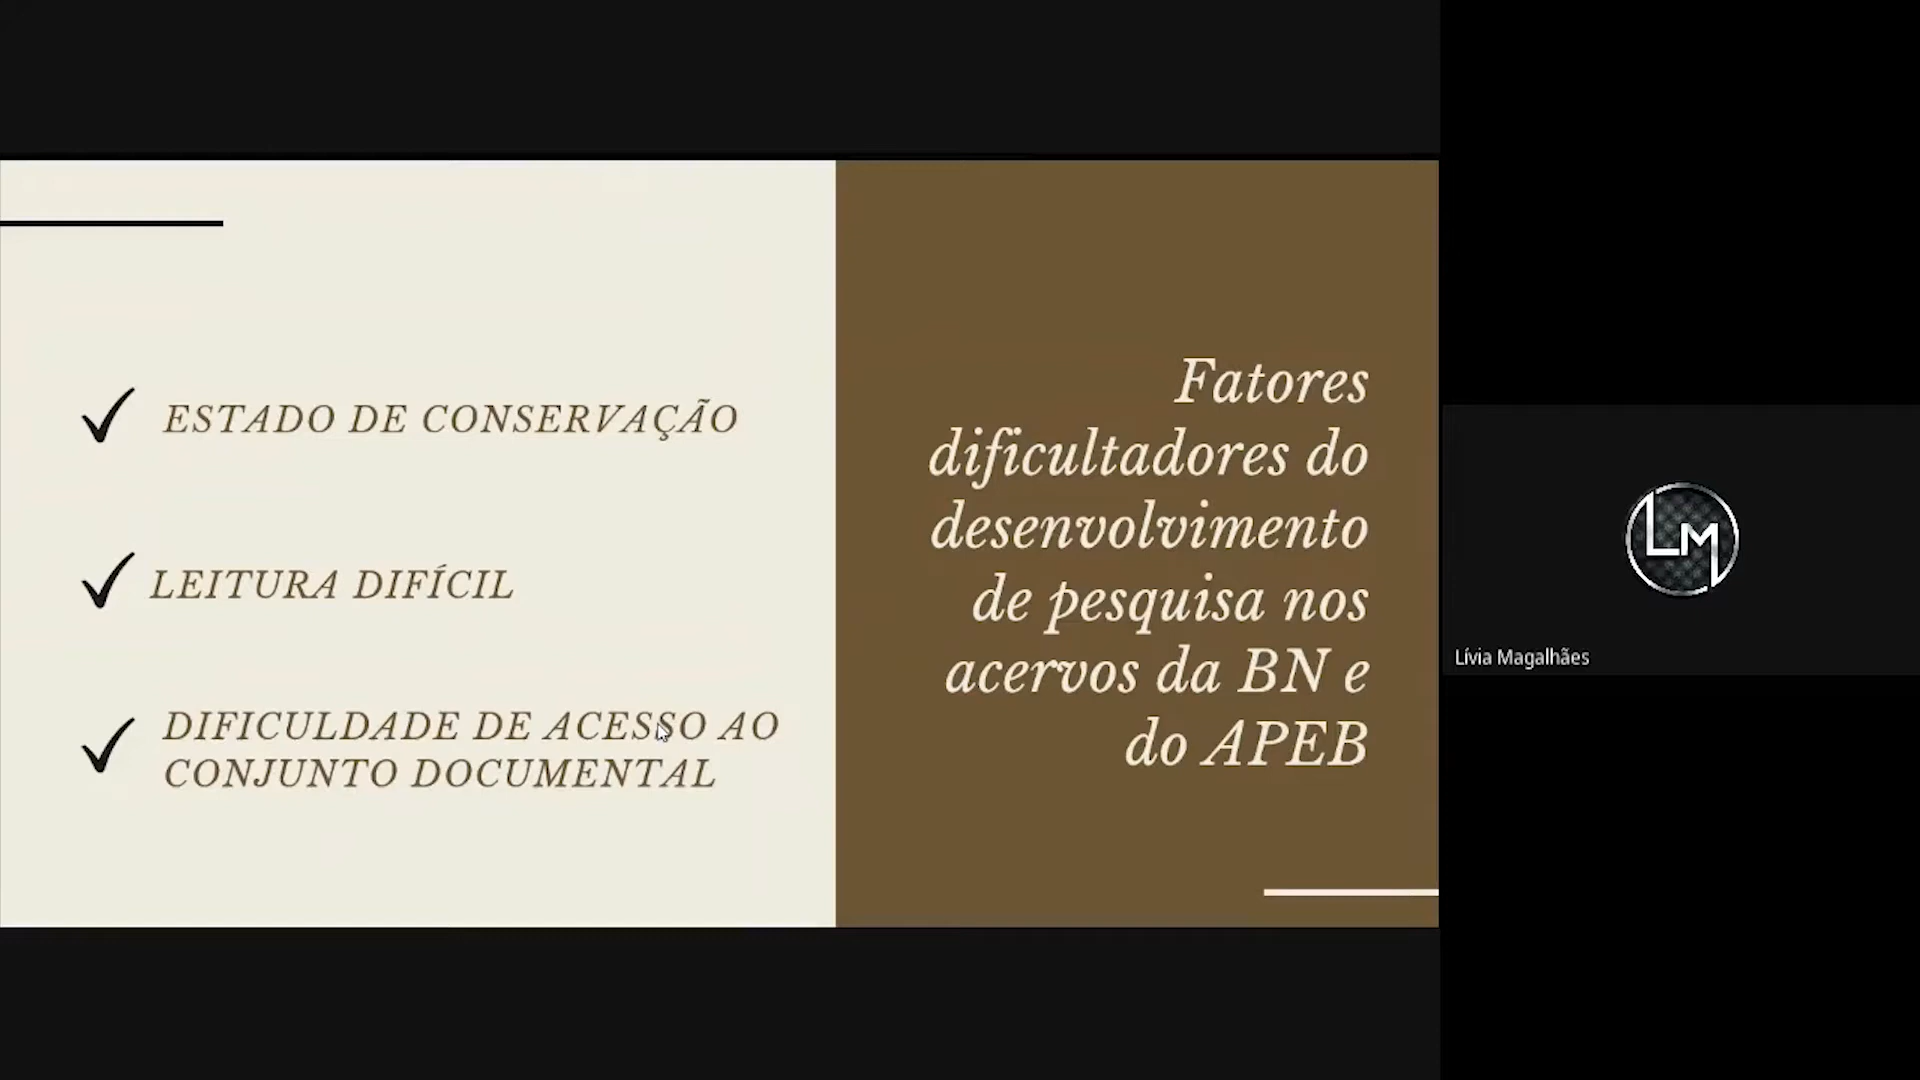 ESTADO DE CONSERVAÇÃO
LEITURA DIFÍCIL
DIFICULDADE DE ACESSO AO
CONJUNTO DOCUMENTAL
Fatores
dificultadores do
desenvolvimento
de pesquisa nos
acervos da BN e
do APEB
LM
Lívia Magalhães